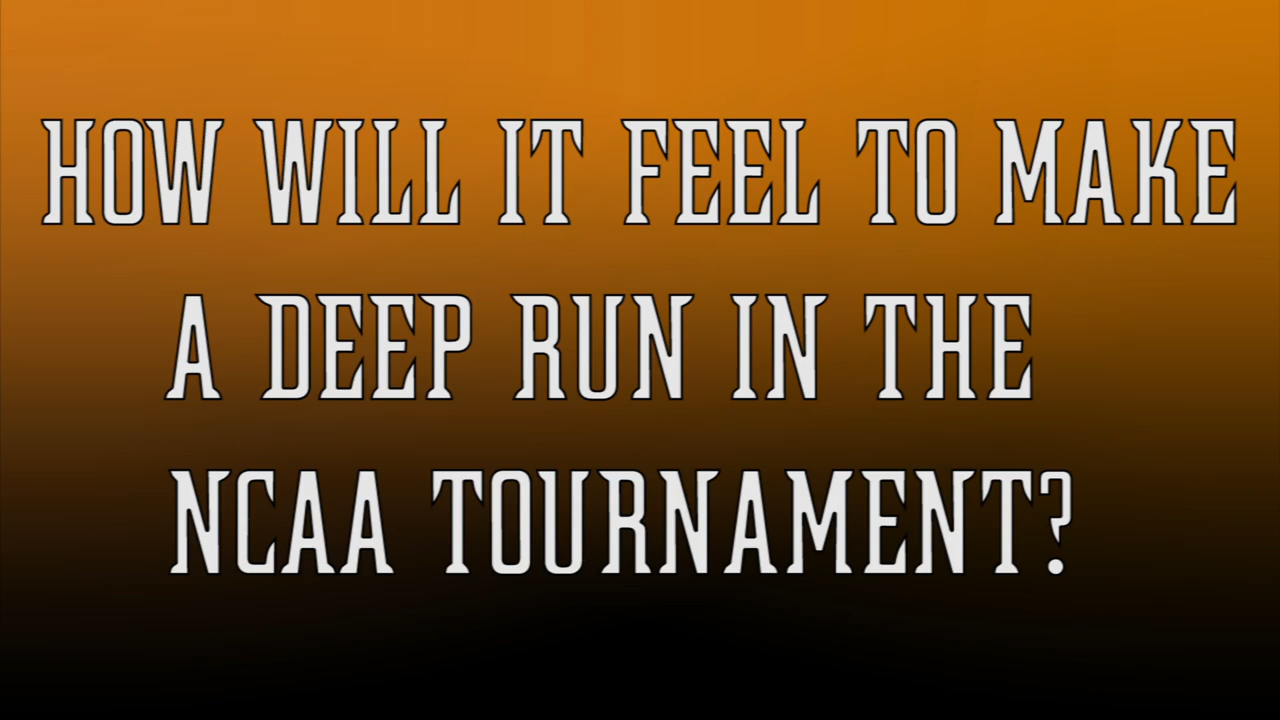 HOW WILL IT FEEL TO MAKE
A DEEP RUN IN THE
NCAA TOURNAMENT?